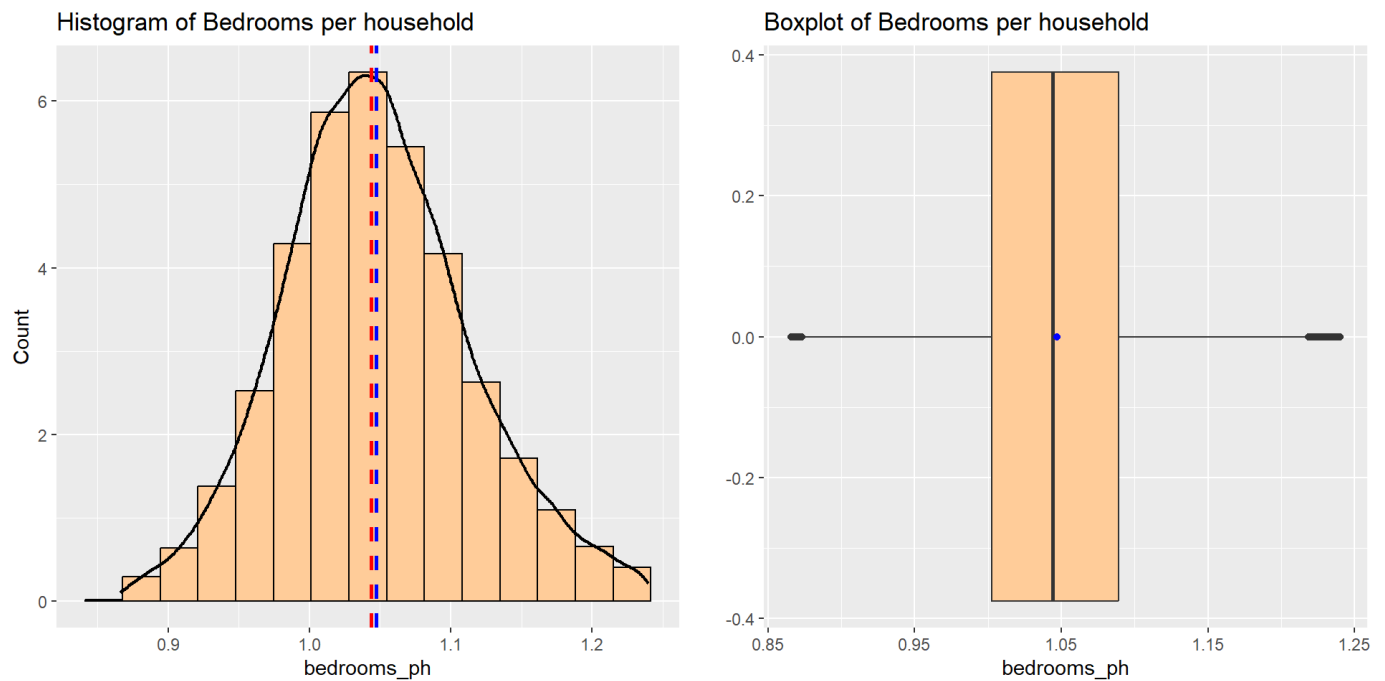 Histogram of Bedrooms per household
6
4
2
0
Count
0.9 1.0 1.1 1.2
bedrooms_ph
Boxplot of Bedrooms per household
0.4
0.2
0.0
-0.2
-0.4
0.85 0.95 1.05 1.15 1.25
bedrooms_ph